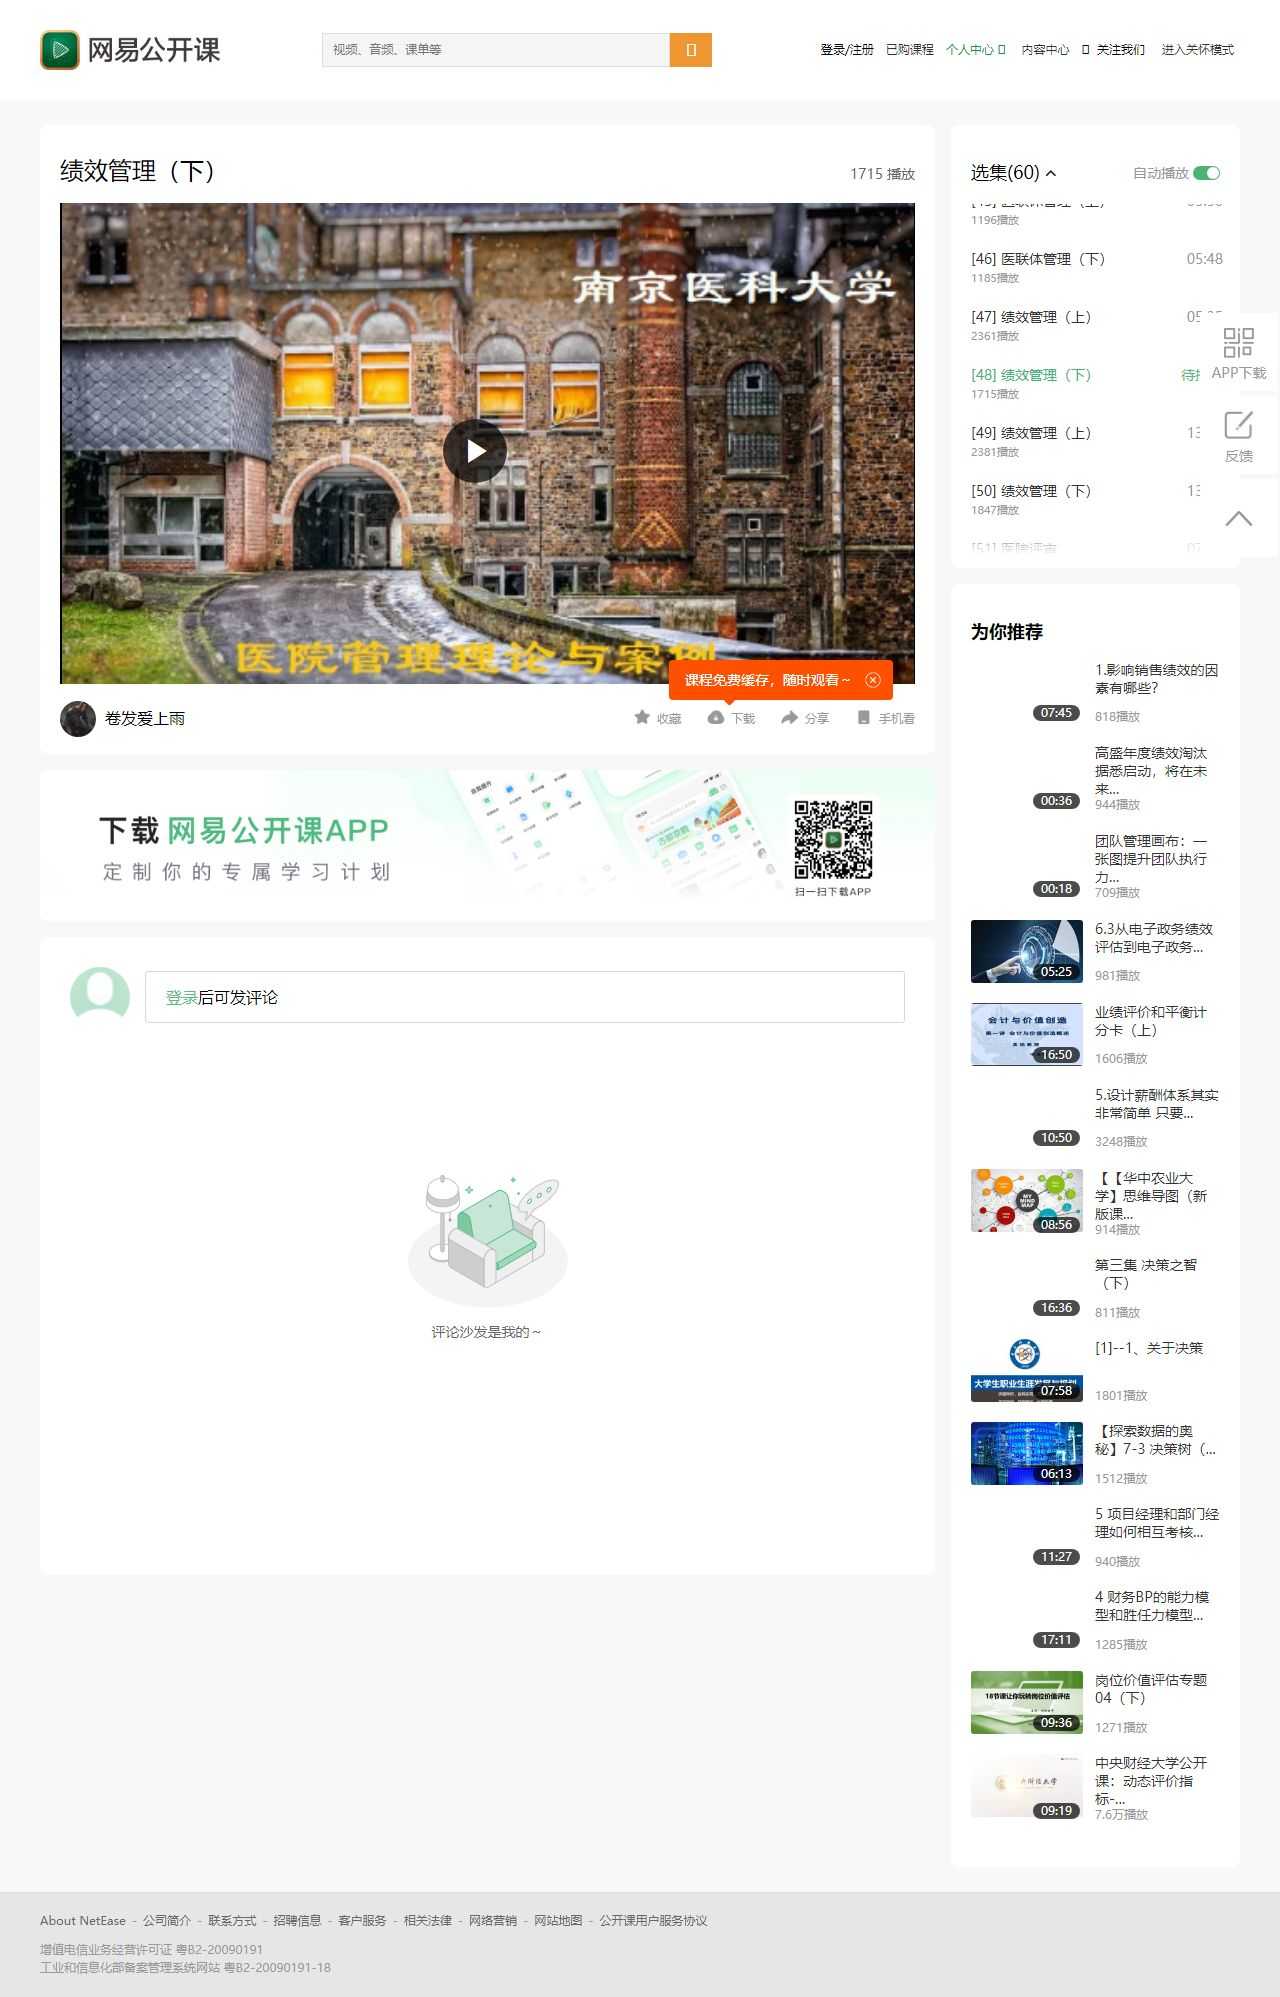 网易公开课
视频、音频、课单等
登录/注册 已购课程 个人中心 内容中心 关注我们 进入关怀模式
绩效管理（下）
1715 播放
南京医科大学
医院管理理论与案例
课程免费缓存，随时观看～
卷发爱上雨
收藏 下载 分享 手机看
下载 网易公开课APP
定制你的专属学习计划
扫一扫下载APP
登录后可发评论
评论沙发是我的～
选集(60)
自动播放
1196播放
[46] 医联体管理（下） 05:48
1185播放
[47] 绩效管理（上）
2361播放
[48] 绩效管理（下）
1715播放
[49] 绩效管理（上）
2381播放
[50] 绩效管理（下）
1847播放
APP下载
反馈
为你推荐
1.影响销售绩效的因
素有哪些?
07:45
818播放
高盛年度绩效淘汰
据悉启动，将在未
来...
00:36
944播放
团队管理画布：一
张图提升团队执行
力...
00:18
709播放
6.3从电子政务绩效
评估到电子政务...
05:25
981播放
业绩评价和平衡计
分卡（上）
会计与价值创造
16:50
1606播放
5.设计薪酬体系其实
非常简单 只要...
10:50
3248播放
【【华中农业大
学】思维导图（新
版课...
MY
MIND
MAP
08:56
914播放
第三集 决策之智
（下）
16:36
811播放
[1]--1、关于决策
07:58
1801播放
【探索数据的奥
秘】7-3 决策树（...
06:13
1512播放
5 项目经理和部门经
理如何相互考核...
11:27
940播放
4 财务BP的能力模
型和胜任力模型...
17:11
1285播放
岗位价值评估专题
04（下）
18节课让你玩转岗位价值评估
09:36
1271播放
中央财经大学公开
课：动态评价指
标-...
09:19
7.6万播放
About NetEase - 公司简介 - 联系方式 - 招聘信息 - 客户服务 - 相关法律 - 网络营销 - 网站地图 - 公开课用户服务协议
增值电信业务经营许可证 粤B2-20090191
工业和信息化部备案管理系统网站 粤B2-20090191-18